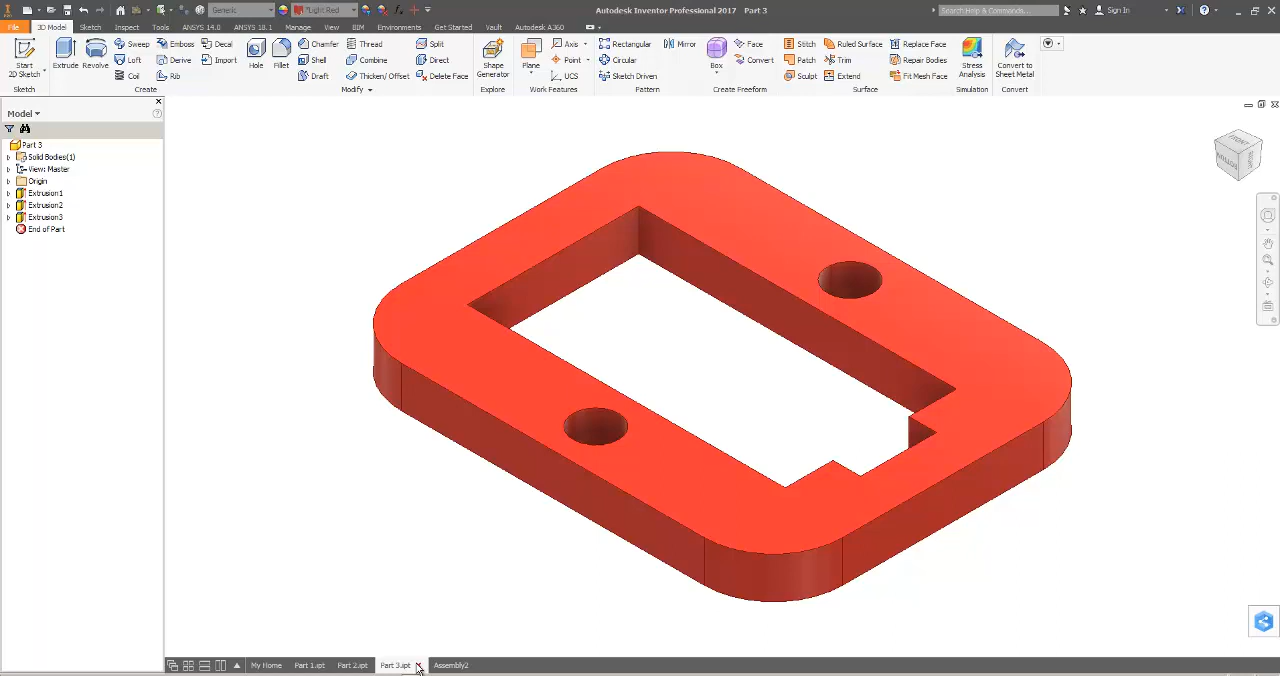 Generic
*Light Red
Autodesk Inventor Professional 2017 Part 3
Search Help & Commands...
Sign In
File 3D Model Sketch Inspect Tools ANSYS 14.0 ANSYS 18.1 Manage View BIM Environments Get Started Vault Autodesk A360
Start
2D Sketch
Extrude Revolve
Sweep Emboss Decal
Loft Derive Import
Coil Rib
Hole Fillet
Chamfer Thread Split
Shell Combine Direct
Draft Thicken/ Offset Delete Face
Shape
Generator
Plane
Axis
Point
UCS
Rectangular Mirror
Circular
Sketch Driven
Box
Face
Convert
Stitch Ruled Surface Replace Face
Patch Trim Repair Bodies
Sculpt Extend Fit Mesh Face
Stress
Analysis
Convert to
Sheet Metal
Sketch Create Modify Explore Work Features Pattern Create Freeform Surface Simulation Convert
Model
Part 3
Solid Bodies(1)
View: Master
Origin
Extrusion1
Extrusion2
Extrusion3
End of Part
FRONT
BOTTOM
My Home Part 1.ipt Part 2.ipt Part 3.ipt Assembly2